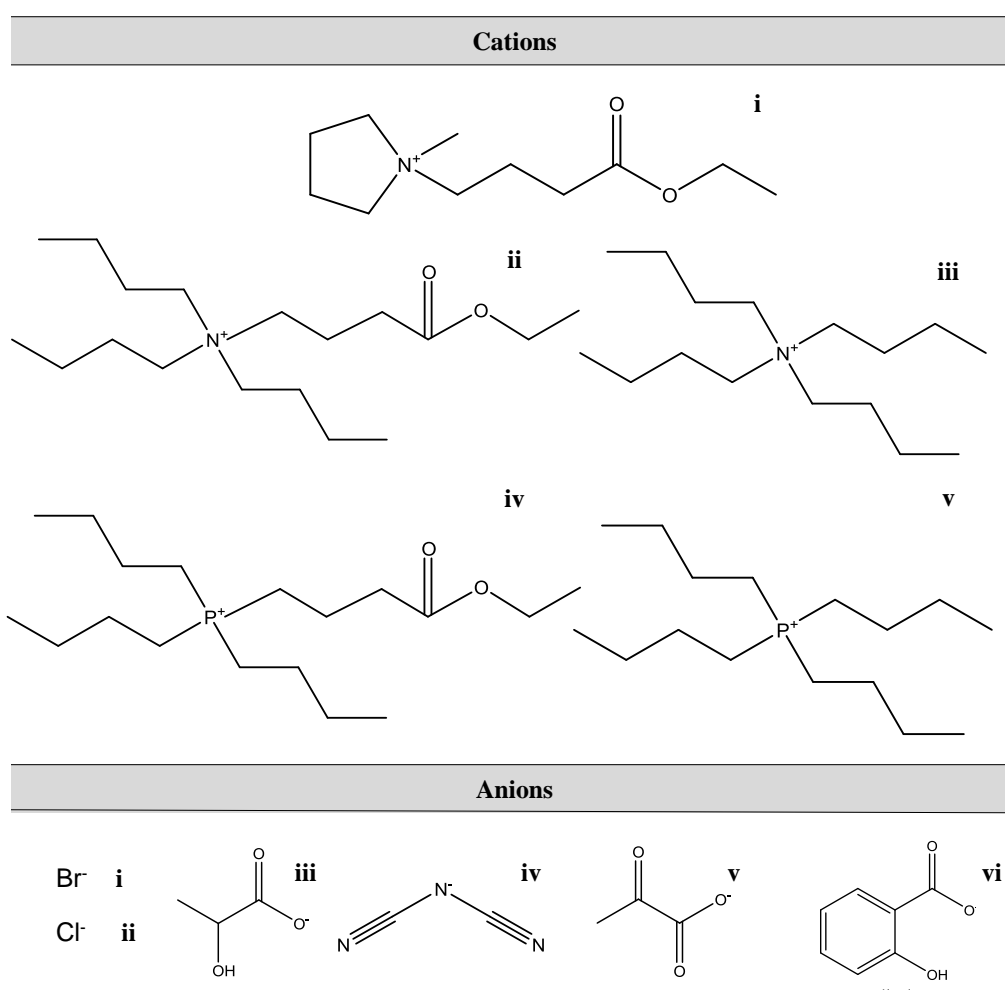 Cations
O
i
N+
O
ii
iii
O
O
N+
N+
iv
v
O
O
P+
P+
Anions
Br- i
Cl- ii
O
iii
O-
OH
iv
N-
N
N
O
v
O-
O
vi
O
O-
OH